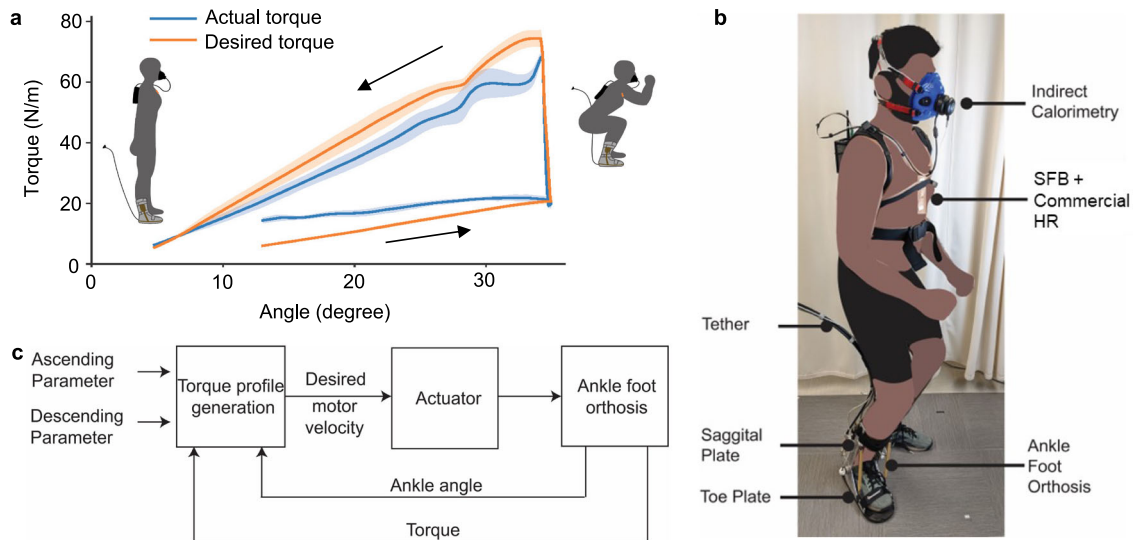 a
Actual torque
Desired torque
80
60
40
20
0
Torque (N/m)
0
10
20
30
Angle (degree)
b
Indirect
Calorimetry
SFB +
Commercial
HR
Tether
Saggital
Plate
Toe Plate
Ankle
Foot
Orthosis
c
Ascending
Parameter
Descending
Parameter
Torque profile
generation
Desired
motor
velocity
Actuator
Ankle foot
orthosis
Ankle angle
Torque